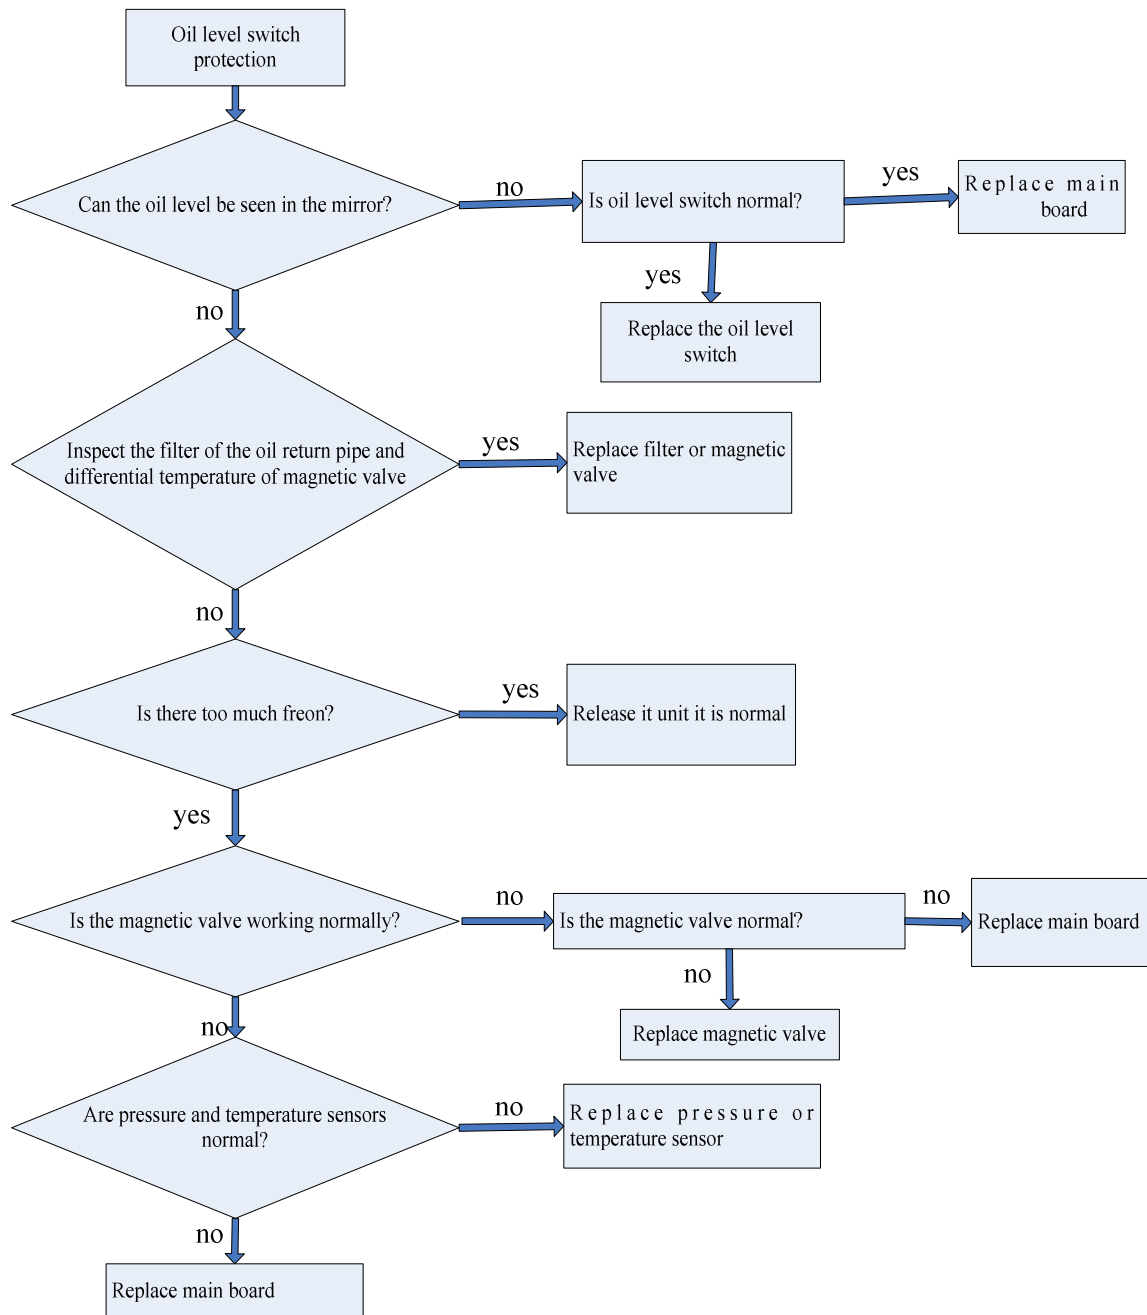 Oil level switch
protection
Can the oil level be seen in the mirror?
no
Is oil level switch normal?
yes
Replace main
board
yes
Replace the oil level
switch
no
Inspect the filter of the oil return pipe and
differential temperature of magnetic valve
yes
Replace filter or magnetic
valve
no
Is there too much freon?
yes
Release it unit it is normal
yes
Is the magnetic valve working normally?
no
Is the magnetic valve normal?
no
Replace main board
no
Replace magnetic valve
no
Are pressure and temperature sensors
normal?
no
Replace pressure or
temperature sensor
no
Replace main board